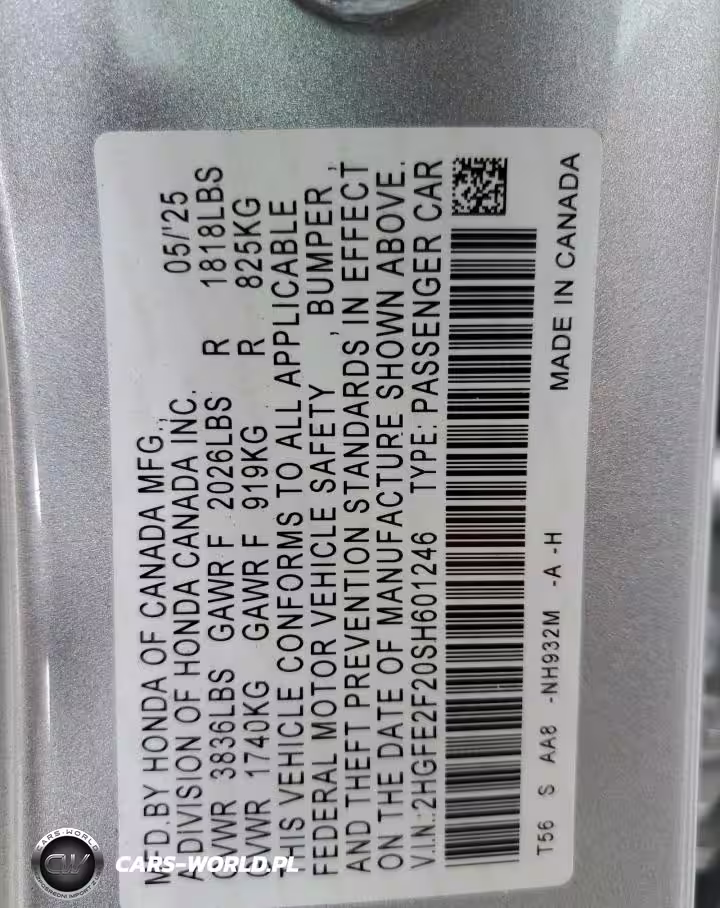 MFD.BY HONDA OF CANADA MFG., 05/'25
A DIVISION OF HONDA CANADA INC.
GVWR 3836LBS GAWR F 2026LBS R 1818LBS
GVWR 1740KG GAWR F 919KG R 825KG
THIS VEHICLE CONFORMS TO ALL APPLICABLE
FEDERAL MOTOR VEHICLE SAFETY , BUMPER ,
AND THEFT PREVENTION STANDARDS IN EFFECT
ON THE DATE OF MANUFACTURE SHOWN ABOVE.
V.I.N.:2HGFE2F20SH601246 TYPE: PASSENGER CAR
T56 S AA8 -NH932M -A -H
MADE IN CANADA
CARS-WORLD
CW
CARS-WORLD.PL